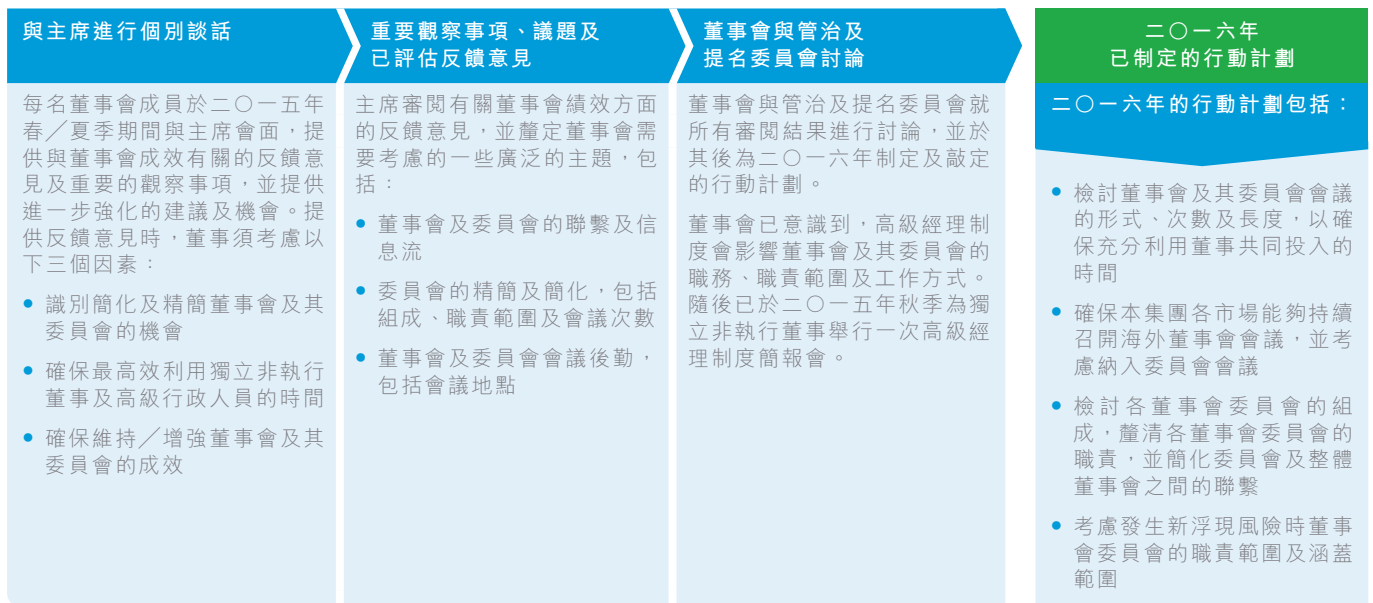 與主席進行個別談話
每名董事會成員於二〇一五年
春╱夏季期間與主席會面，提
供與董事會成效有關的反饋意
見及重要的觀察事項，並提供
進一步強化的建議及機會。提
供反饋意見時，董事須考慮以
下三個因素：
• 識別簡化及精簡董事會及其
委員會的機會
• 確保最高效利用獨立非執行
董事及高級行政人員的時間
• 確保維持╱增強董事會及其
委員會的成效
重要觀察事項、議題及
已評估反饋意見
主席審閱有關董事會績效方面
的反饋意見，並釐定董事會需
要考慮的一些廣泛的主題，包
括：
• 董事會及委員會的聯繫及信
息流
• 委員會的精簡及簡化，包括
組成、職責範圍及會議次數
• 董事會及委員會會議後勤，
包括會議地點
董事會與管治及
提名委員會討論
董事會與管治及提名委員會就
所有審閱結果進行討論，並於
其後為二〇一六年制定及敲定
的行動計劃。
董事會已意識到，高級經理制
度會影響董事會及其委員會的
職務、職責範圍及工作方式。
隨後已於二〇一五年秋季為獨
立非執行董事舉行一次高級經
理制度簡報會。
二〇一六年
已制定的行動計劃
二〇一六年的行動計劃包括：
• 檢討董事會及其委員會會議
的形式、次數及長度，以確
保充分利用董事共同投入的
時間
• 確保本集團各市場能夠持續
召開海外董事會會議，並考
慮納入委員會會議
• 檢討各董事會委員會的組
成，釐清各董事會委員會的
職責，並簡化委員會及整體
董事會之間的聯繫
• 考慮發生新浮現風險時董事
會委員會的職責範圍及涵蓋
範圍